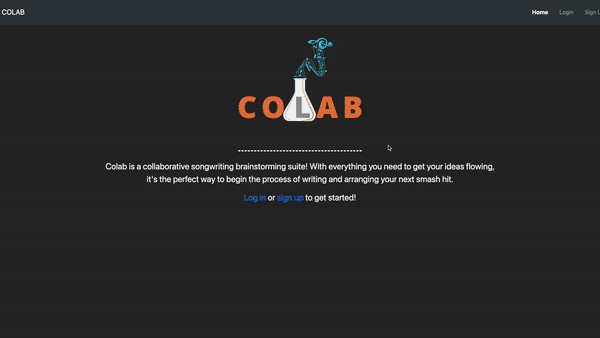 COLAB
Home Login Sign U
COLAB
---------------------------------------
Colab is a collaborative songwriting brainstorming suite! With everything you need to get your ideas flowing,
it's the perfect way to begin the process of writing and arranging your next smash hit.
Log in or sign up to get started!